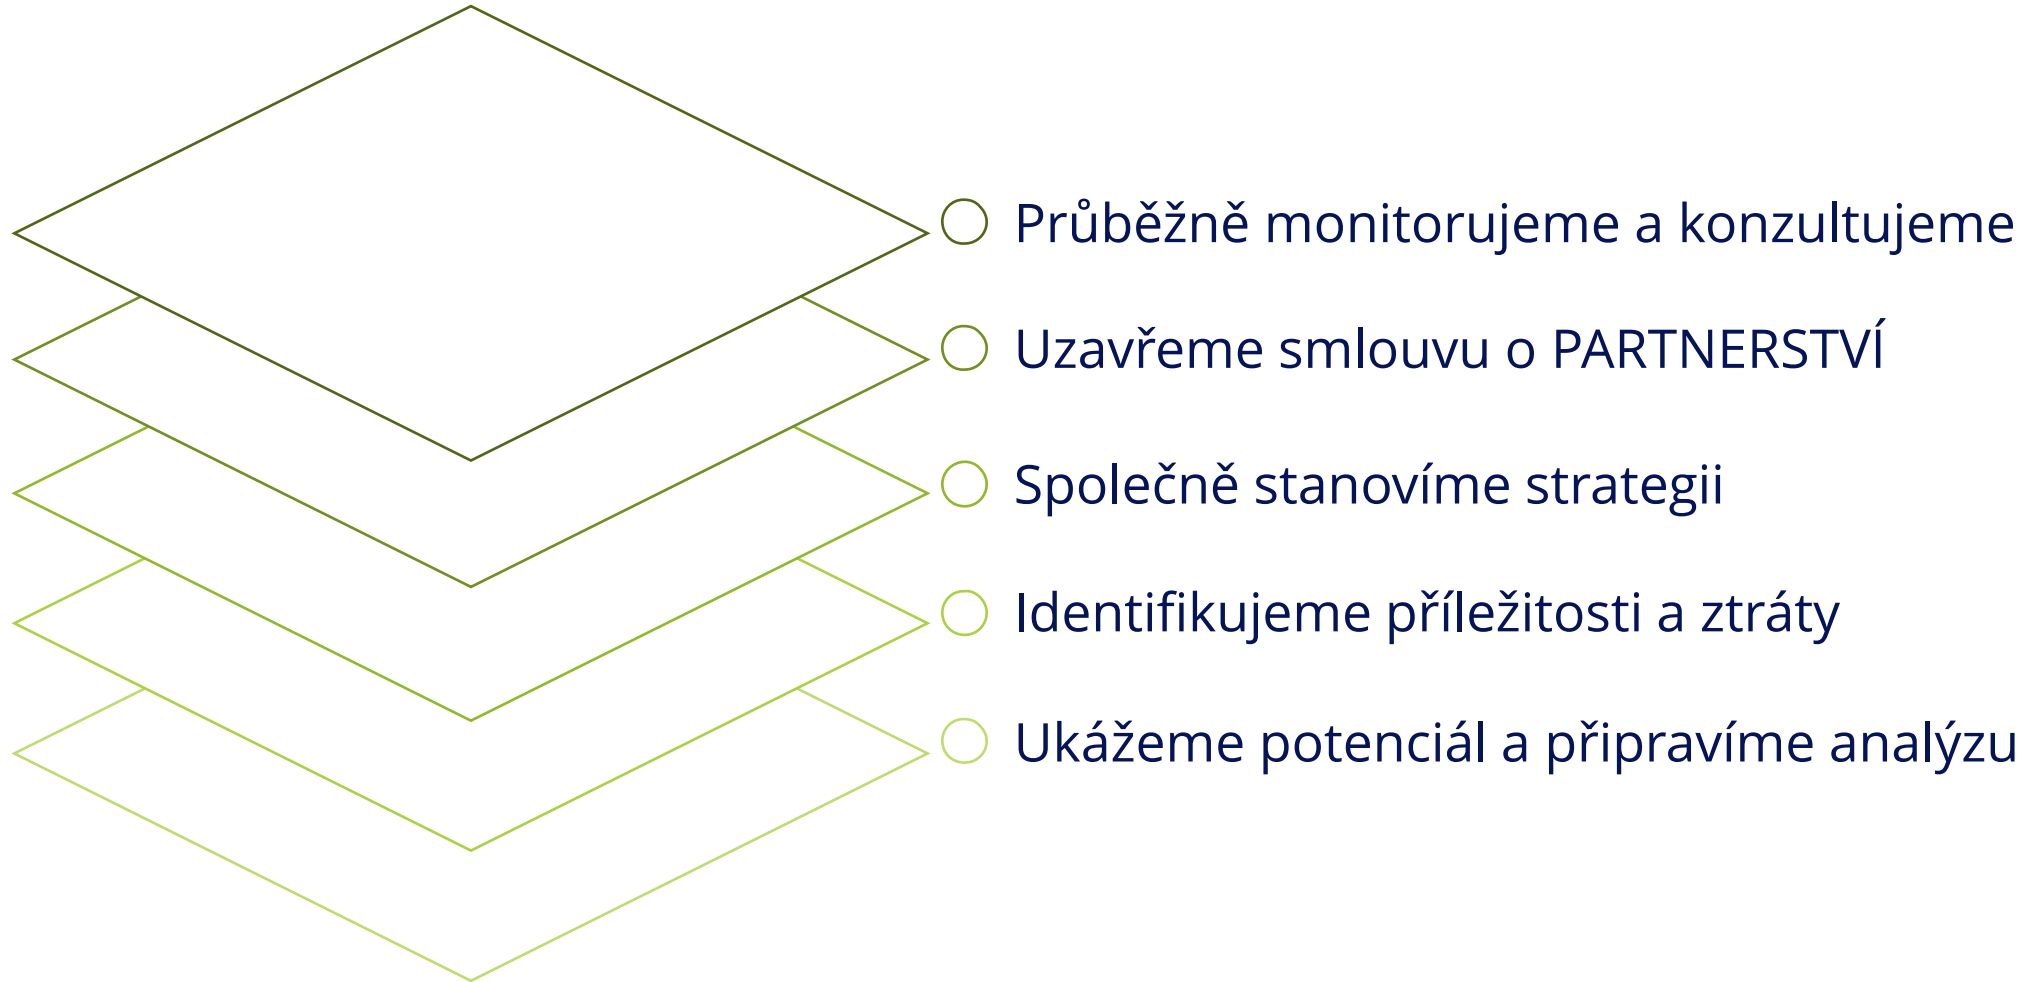 Průběžně monitorujeme a konzultujeme
Uzavřeme smlouvu o PARTNERSTVÍ
Společně stanovíme strategii
Identifikujeme příležitosti a ztráty
Ukážeme potenciál a připravíme analýzu